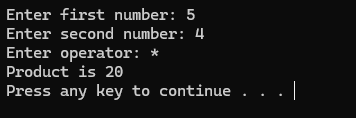 Enter first number: 5
Enter second number: 4
Enter operator: *
Product is 20
Press any key to continue . . .